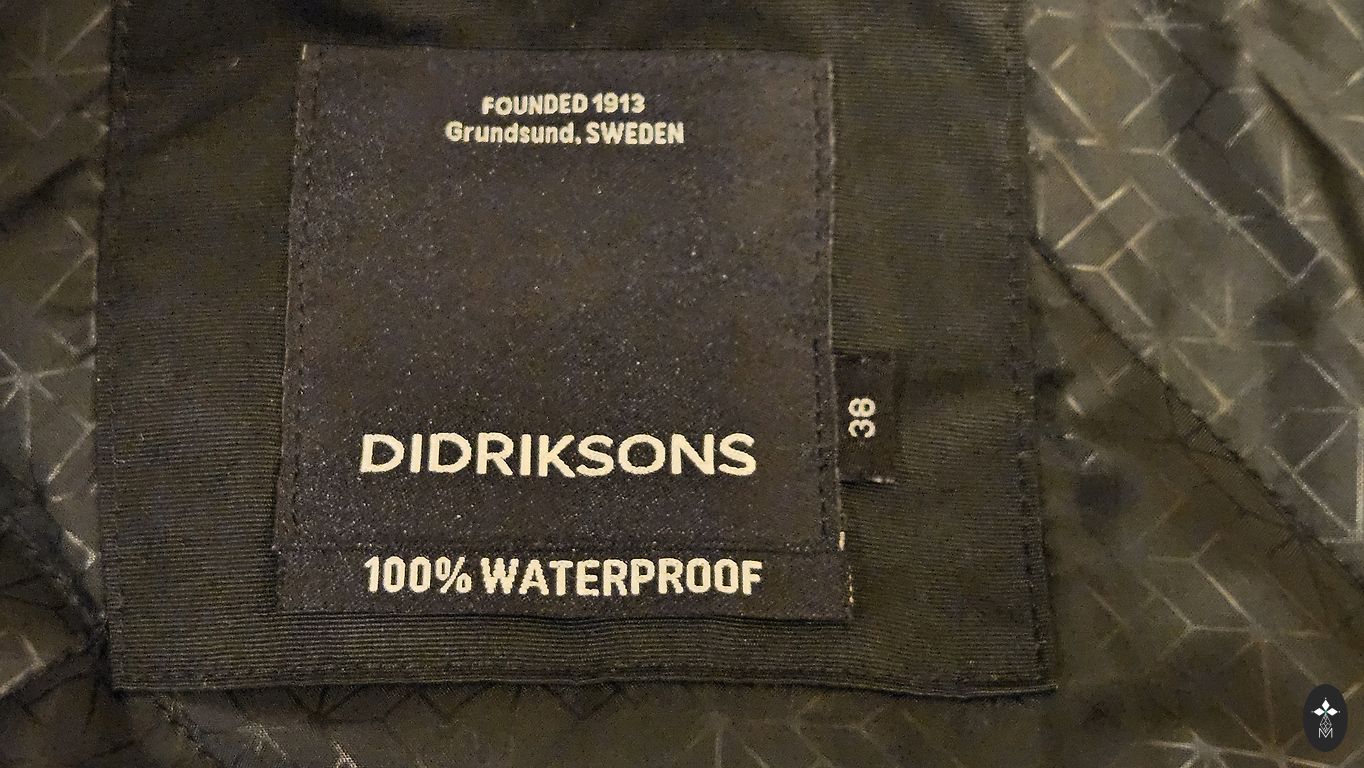 FOUNDED 1913
Grundsund, SWEDEN
DIDRIKSONS
38
100% WATERPROOF
M